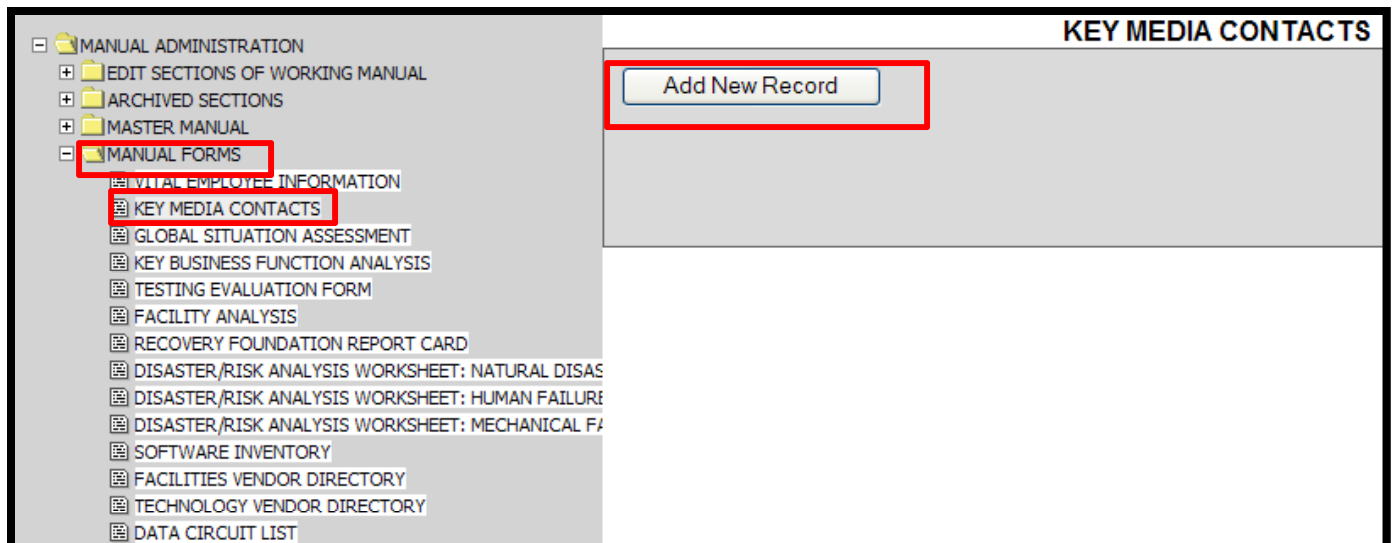 KEY MEDIA CONTACTS
MANUAL ADMINISTRATION
EDIT SECTIONS OF WORKING MANUAL
ARCHIVED SECTIONS
MASTER MANUAL
MANUAL FORMS
VITAL EMPLOYEE INFORMATION
KEY MEDIA CONTACTS
GLOBAL SITUATION ASSESSMENT
KEY BUSINESS FUNCTION ANALYSIS
TESTING EVALUATION FORM
FACILITY ANALYSIS
RECOVERY FOUNDATION REPORT CARD
DISASTER/RISK ANALYSIS WORKSHEET: NATURAL DISAS
DISASTER/RISK ANALYSIS WORKSHEET: HUMAN FAILURE
DISASTER/RISK ANALYSIS WORKSHEET: MECHANICAL FA
SOFTWARE INVENTORY
FACILITIES VENDOR DIRECTORY
TECHNOLOGY VENDOR DIRECTORY
DATA CIRCUIT LIST
Add New Record